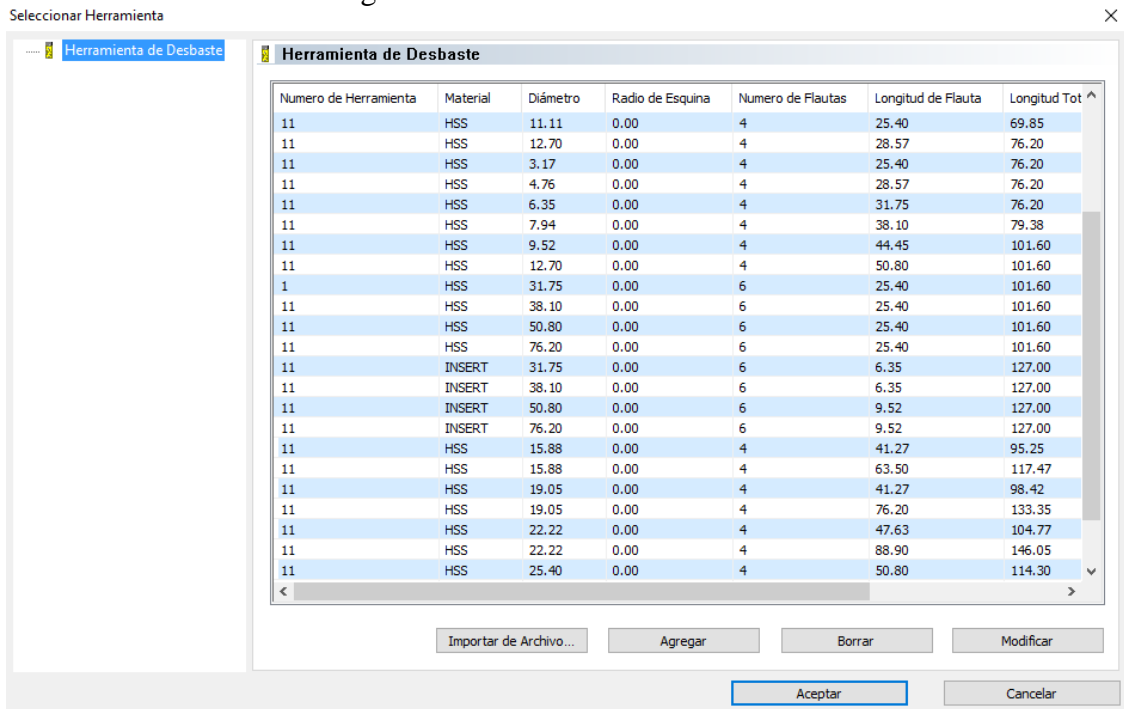 Seleccionar Herramienta
Herramienta de Desbaste
Herramienta de Desbaste
Numero de Herramienta Material Diámetro Radio de Esquina Numero de Flautas Longitud de Flauta Longitud Tot
11 HSS 11.11 0.00 4 25.40 69.85
11 HSS 12.70 0.00 4 28.57 76.20
11 HSS 3.17 0.00 4 25.40 76.20
11 HSS 4.76 0.00 4 28.57 76.20
11 HSS 6.35 0.00 4 31.75 76.20
11 HSS 7.94 0.00 4 38.10 79.38
11 HSS 9.52 0.00 4 44.45 101.60
11 HSS 12.70 0.00 4 50.80 101.60
1 HSS 31.75 0.00 6 25.40 101.60
11 HSS 38.10 0.00 6 25.40 101.60
11 HSS 50.80 0.00 6 25.40 101.60
11 HSS 76.20 0.00 6 25.40 101.60
11 INSERT 31.75 0.00 6 6.35 127.00
11 INSERT 38.10 0.00 6 6.35 127.00
11 INSERT 50.80 0.00 6 9.52 127.00
11 INSERT 76.20 0.00 6 9.52 127.00
11 HSS 15.88 0.00 4 41.27 95.25
11 HSS 15.88 0.00 4 63.50 117.47
11 HSS 19.05 0.00 4 41.27 98.42
11 HSS 19.05 0.00 4 76.20 133.35
11 HSS 22.22 0.00 4 47.63 104.77
11 HSS 22.22 0.00 4 88.90 146.05
11 HSS 25.40 0.00 4 50.80 114.30
Importar de Archivo... Agregar Borrar Modificar
Aceptar Cancelar